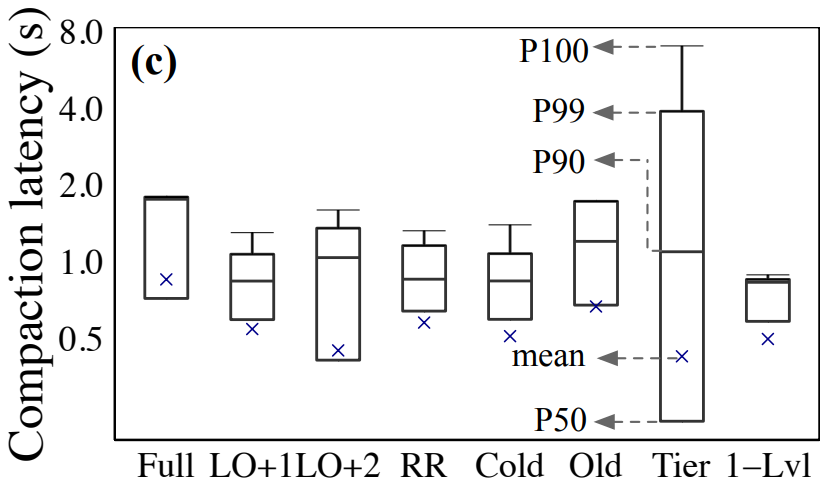 Compaction latency (s)
8.0
4.0
2.0
1.0
0.5
(c)
P100
P99
P90
mean
P50
Full LO+1 LO+2 RR Cold Old Tier 1–Lvl